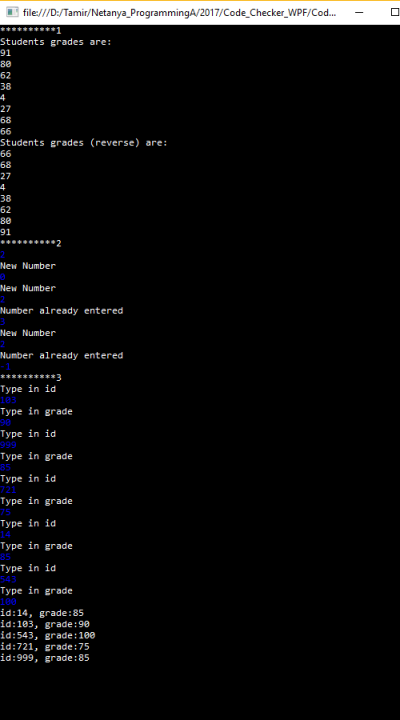 file:///D:/Tamir/Netanya_ProgrammingA/2017/Code_Checker_WPF/Cod...
**********1
Students grades are:
91
80
62
38
4
27
68
66
Students grades (reverse) are:
66
68
27
4
38
62
80
91
**********2
2
New Number
0
New Number
2
Number already entered
3
New Number
2
Number already entered
-1
**********3
Type in id
103
Type in grade
90
Type in id
999
Type in grade
85
Type in id
721
Type in grade
75
Type in id
14
Type in grade
85
Type in id
543
Type in grade
100
id:14, grade:85
id:103, grade:90
id:543, grade:100
id:721, grade:75
id:999, grade:85